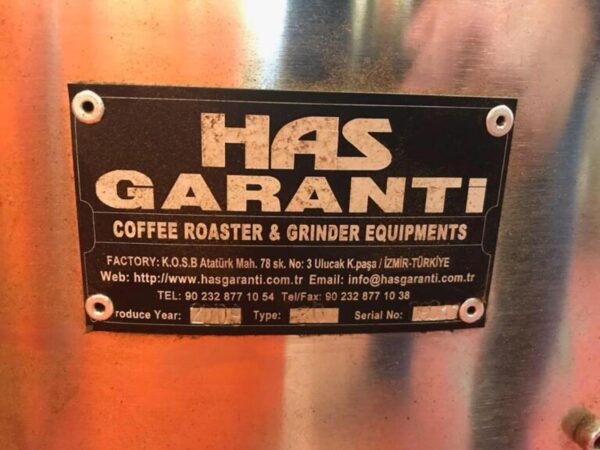 HAS
GARANTİ
COFFEE ROASTER & GRINDER EQUIPMENTS
FACTORY: K.O.S.B Atatürk Mah. 78 sk. No: 3 Ulucak K.paşa / İZMİR-TÜRKİYE
Web: http://www.hasgaranti.com.tr Email: info@hasgaranti.com.tr
TEL: 90 232 877 10 54 Tel/Fax: 90 232 877 10 38
roduce Year: Type: Serial No: